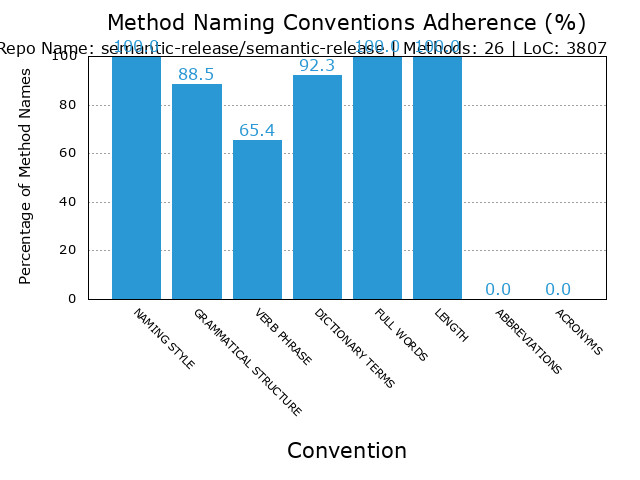 Method Naming Conventions Adherence (%)
Repo Name: semantic-release/semantic-release | Methods: 26 | LoC: 3807
100.0
88.5
65.4
92.3
100.0
100.0
0.0
0.0
Percentage of Method Names
100
80
60
40
20
0
NAMING STYLE
GRAMMATICAL STRUCTURE
VERB PHRASE
DICTIONARY TERMS
FULL WORDS
LENGTH
ABBREVIATIONS
ACRONYMS
Convention